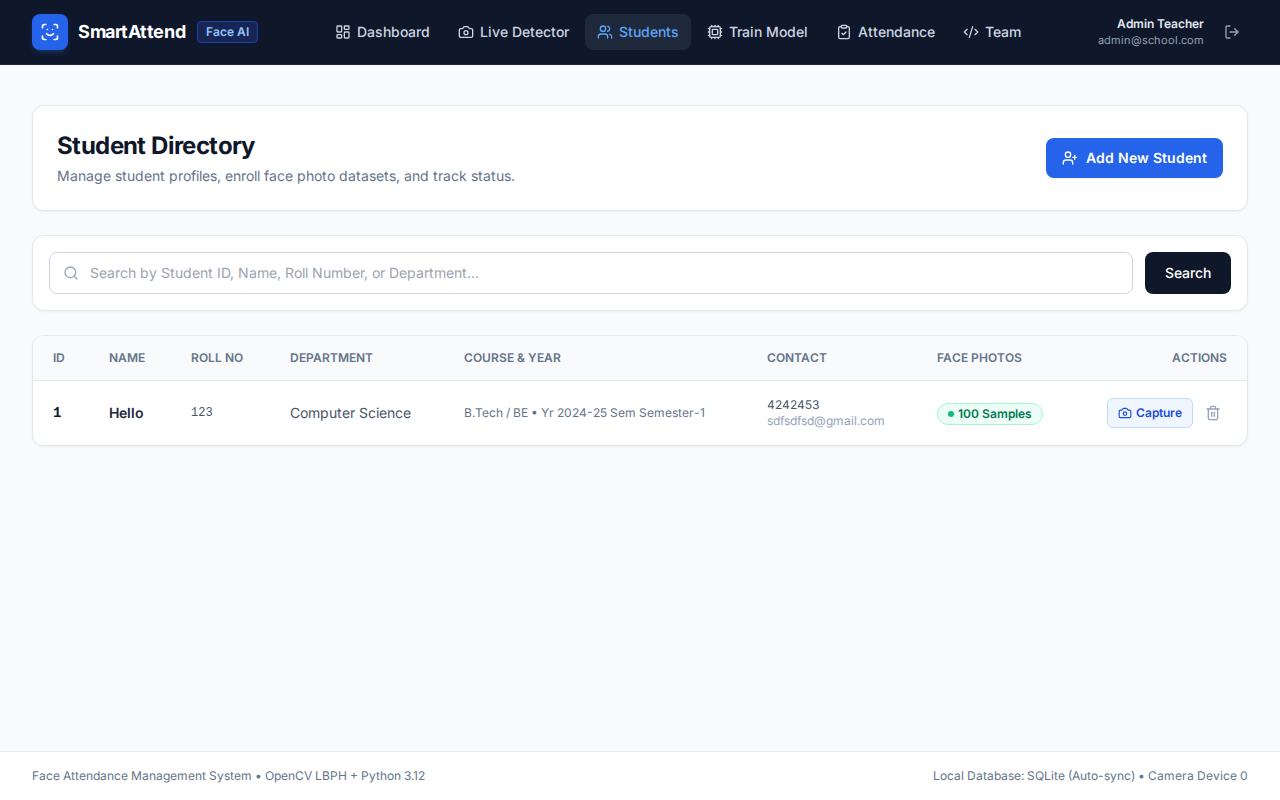 SmartAttend Face AI Dashboard Live Detector Students Train Model Attendance Team Admin Teacher
admin@school.com
Student Directory
Manage student profiles, enroll face photo datasets, and track status.
Add New Student
Search by Student ID, Name, Roll Number, or Department...
Search
ID NAME ROLL NO DEPARTMENT COURSE & YEAR CONTACT FACE PHOTOS ACTIONS
1 Hello 123 Computer Science B.Tech / BE • Yr 2024-25 Sem Semester-1 4242453 100 Samples Capture
sdfsdfsd@gmail.com
Face Attendance Management System • OpenCV LBPH + Python 3.12
Local Database: SQLite (Auto-sync) • Camera Device 0